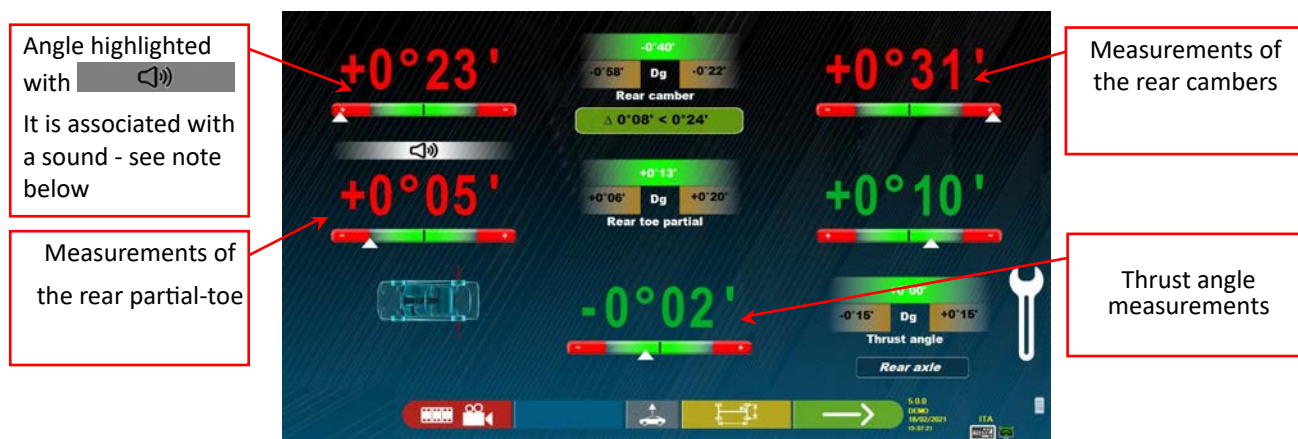 Angle highlighted
with
It is associated with
a sound - see note
below
Measurements of
the rear partial-toe
+0°23'
-0°40'
-0°58' Dg -0°22'
Rear camber
Δ 0°08' < 0°24'
+0°31'
+ -
- +
+0°05'
+0°13'
+0°06' Dg +0°20'
Rear toe partial
+0°10'
- +
+ -
-0°02'
- +
+0°00'
-0°15' Dg +0°15'
Thrust angle
Rear axle
5.0.0
DEMO
18/02/2021
ITA
Measurements of
the rear cambers
Thrust angle
measurements